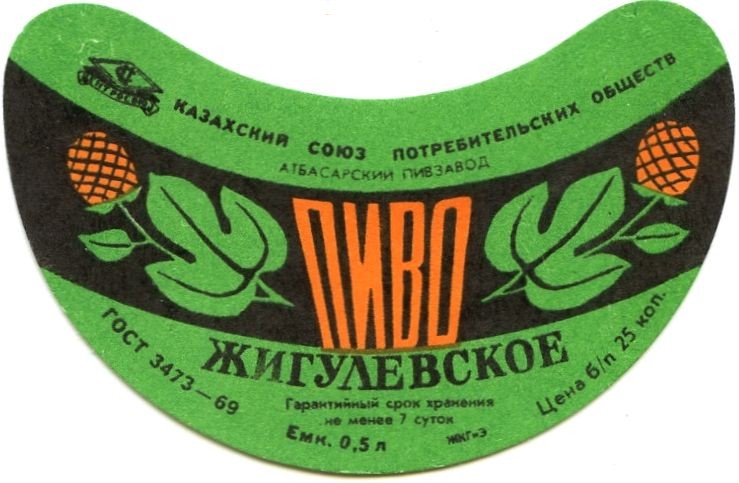 КАЗАХСКИЙ СОЮЗ ПОТРЕБИТЕЛЬСКИХ ОБЩЕСТВ
АТБАСАРСКИЙ ПИВЗАВОД
ПИВО
ЖИГУЛЕВСКОЕ
ГОСТ 3473—69
Гарантийный срок хранения
не менее 7 суток
Емк. 0,5 л
ЖКГ-З
Цена б/п 25 коп.